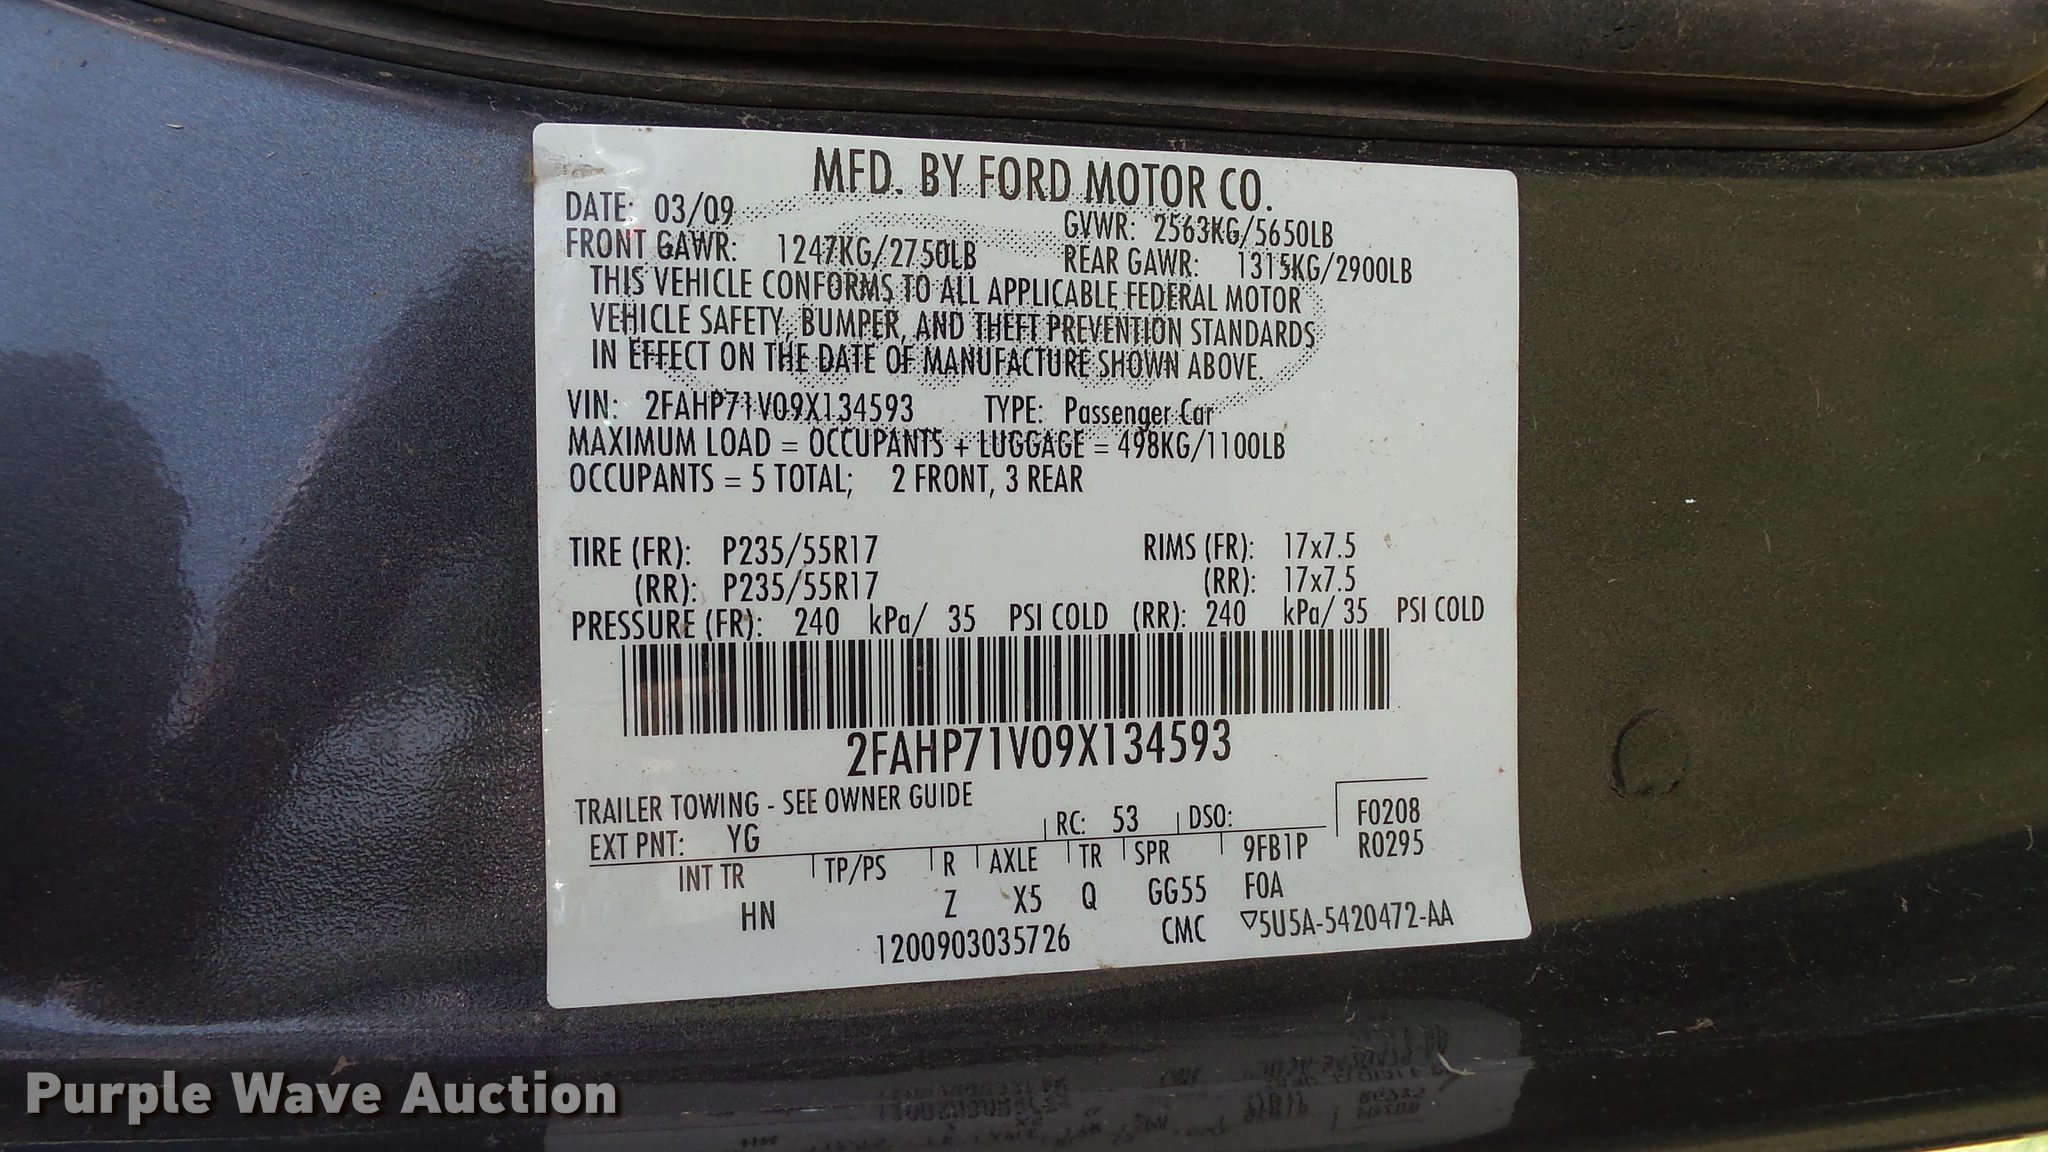 MFD. BY FORD MOTOR CO.
DATE: 03/09 GVWR: 2563KG/5650LB
FRONT GAWR: 1247KG/2750LB REAR GAWR: 1315KG/2900LB
THIS VEHICLE CONFORMS TO ALL APPLICABLE FEDERAL MOTOR
VEHICLE SAFETY, BUMPER, AND THEFT PREVENTION STANDARDS
IN EFFECT ON THE DATE OF MANUFACTURE SHOWN ABOVE.
VIN: 2FAHP71V09X134593 TYPE: Passenger Car
MAXIMUM LOAD = OCCUPANTS + LUGGAGE = 498KG/1100LB
OCCUPANTS = 5 TOTAL; 2 FRONT, 3 REAR
TIRE (FR): P235/55R17 RIMS (FR): 17x7.5
(RR): P235/55R17 (RR): 17x7.5
PRESSURE (FR): 240 kPa/ 35 PSI COLD (RR): 240 kPa/ 35 PSI COLD
2FAHP71V09X134593
TRAILER TOWING - SEE OWNER GUIDE
EXT PNT: YG RC: 53 DSO: F0208
INT TR TP/PS R AXLE TR SPR 9FB1P R0295
HN Z X5 Q GG55 F0A
1200903035726 CMC ▽5U5A-5420472-AA
Purple Wave Auction